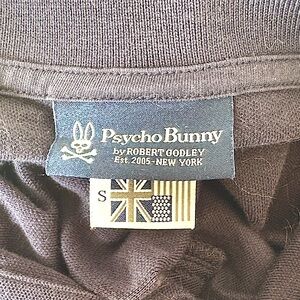 Psycho Bunny
by ROBERT GODLEY
Est. 2005 - NEW YORK
S